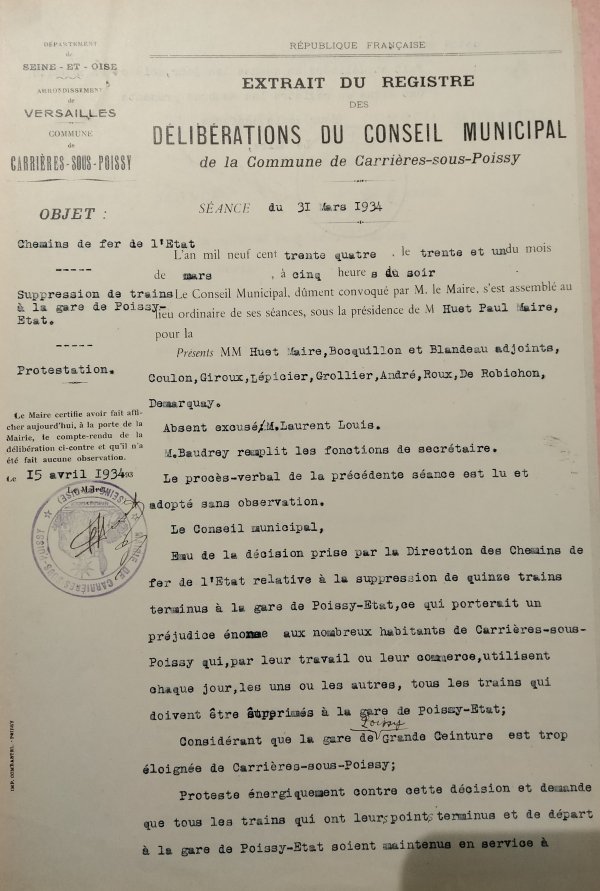 DÉPARTEMENT
de
SEINE-ET-OISE
ARRONDISSEMENT
de
VERSAILLES
COMMUNE
de
CARRIÈRES-SOUS-POISSY
RÉPUBLIQUE FRANÇAISE
EXTRAIT DU REGISTRE
DES
DÉLIBÉRATIONS DU CONSEIL MUNICIPAL
de la Commune de Carrières-sous-Poissy
OBJET :
Chemins de fer de l'Etat
-----
Suppression de trains
à la gare de Poissy-
Etat.
-----
Protestation.
Le Maire certifie avoir fait affi-
cher aujourd'hui, à la porte de la
Mairie, le compte-rendu de la
délibération ci-contre et qu'il n'a
été fait aucune observation.
Le 15 avril 1934 193
MAIRIE DE CARRIÈRES-SOUS-POISSY
(SEINE-ET-OISE)
SÉANCE du 31 Mars 1934
L'an mil neuf cent trente quatre , le trente et un du mois
de mars , à cinq heure s du soir
Le Conseil Municipal, dûment convoqué par M. le Maire, s'est assemblé au
lieu ordinaire de ses séances, sous la présidence de M Huet Paul Maire,
pour la
Présents MM Huet Maire,Bocquillon et Blandeau adjoints,
Coulon,Giroux,Lépicier,Grollier,André,Roux,De Robichon,
Demarquay.
Absent excusé/M.Laurent Louis.
M.Baudrey remplit les fonctions de secrétaire.
Le procès-verbal de la précédente séance est lu et
adopté sans observation.
Le Conseil municipal,
Emu de la décision prise par la Direction des Chemins de
fer de l'Etat relative à la suppression de quinze trains
terminus à la gare de Poissy-Etat,ce qui porterait un
préjudice énorme aux nombreux habitants de Carrières-sous-
Poissy qui,par leur travail ou leur commerce,utilisent
chaque jour,les uns ou les autres, tous les trains qui
doivent être supprimés à la gare de Poissy-Etat;
Considérant que la gare de Poissy Grande Ceinture est trop
éloignée de Carrières-sous-Poissy;
Proteste énergiquement contre cette décision et demande
que tous les trains qui ont leurs points terminus et de départ
à la gare de Poissy-Etat soient maintenus en service à